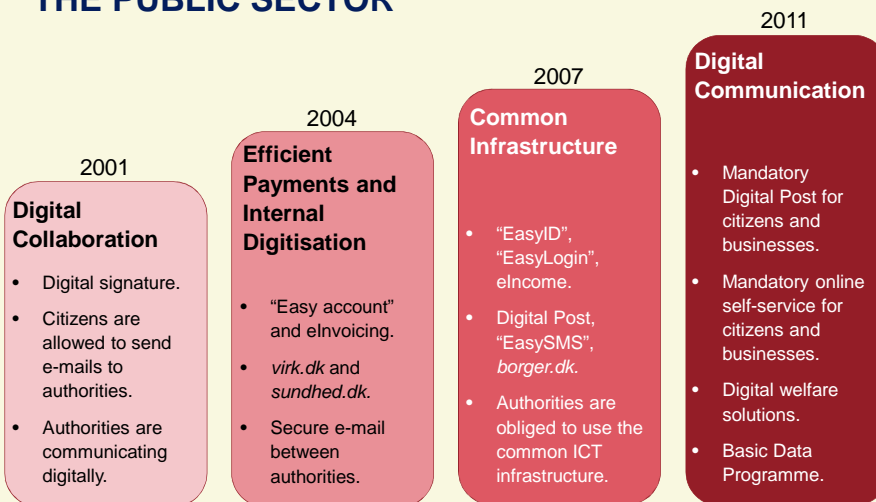 THE PUBLIC SECTOR
2001
Digital
Collaboration
• Digital signature.
• Citizens are
allowed to send
e-mails to
authorities.
• Authorities are
communicating
digitally.
2004
Efficient
Payments and
Internal
Digitisation
• “Easy account”
and eInvoicing.
• virk.dk and
sundhed.dk.
• Secure e-mail
between
authorities.
2007
Common
Infrastructure
• “EasyID”,
“EasyLogin”,
eIncome.
• Digital Post,
“EasySMS”,
borger.dk.
• Authorities are
obliged to use the
common ICT
infrastructure.
2011
Digital
Communication
• Mandatory
Digital Post for
citizens and
businesses.
• Mandatory online
self-service for
citizens and
businesses.
• Digital welfare
solutions.
• Basic Data
Programme.